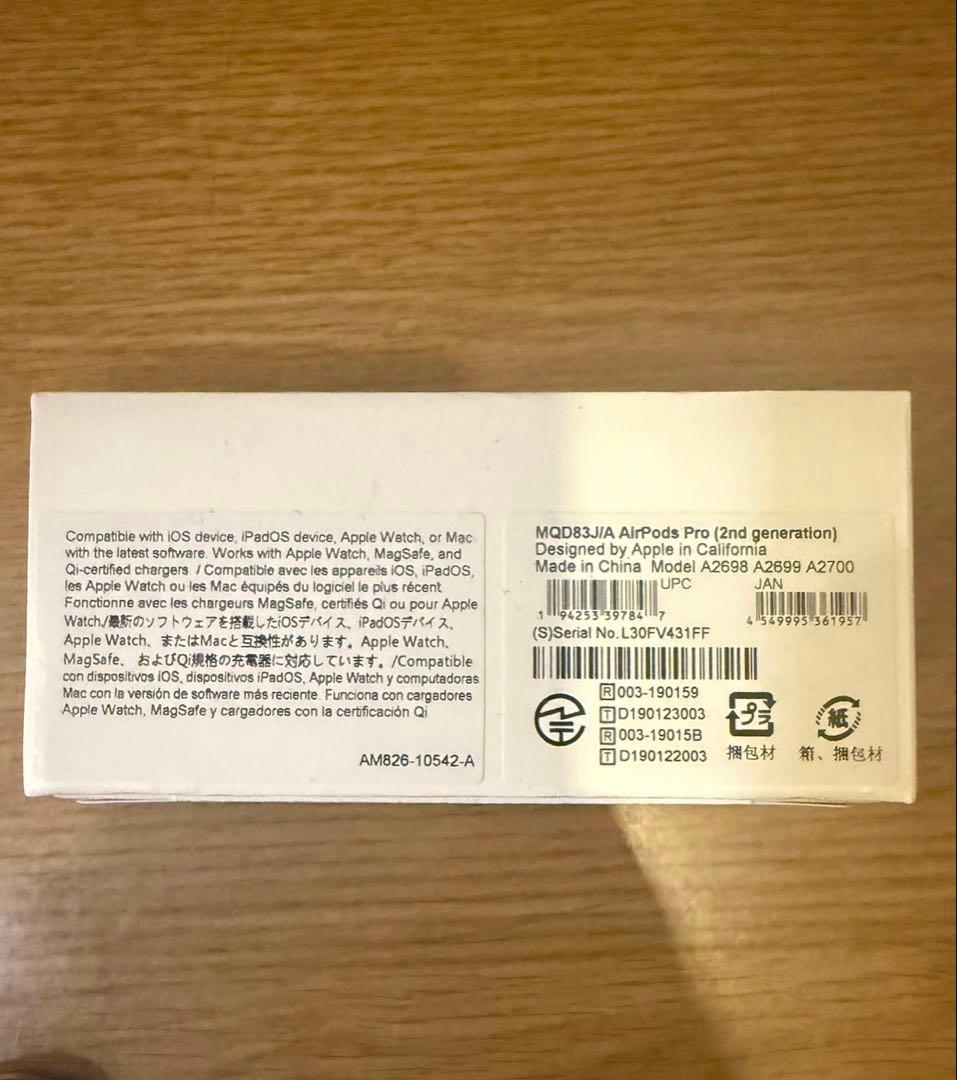 Compatible with iOS device, iPadOS device, Apple Watch, or Mac
with the latest software. Works with Apple Watch, MagSafe, and
Qi-certified chargers. / Compatible avec les appareils iOS, iPadOS,
les Apple Watch ou les Mac équipés du logiciel le plus récent.
Fonctionne avec les chargeurs MagSafe, certifiés Qi ou pour Apple
Watch./最新のソフトウェアを搭載したiOSデバイス、iPadOSデバイス、
Apple Watch、またはMacと互換性があります。Apple Watch、
MagSafe、およびQi規格の充電器に対応しています。/Compatible
con dispositivos iOS, dispositivos iPadOS, Apple Watch y computadoras
Mac con la versión de software más reciente. Funciona con cargadores
Apple Watch, MagSafe y cargadores con la certificación Qi
AM826-10542-A
MQD83J/A AirPods Pro (2nd generation)
Designed by Apple in California
Made in China Model A2698 A2699 A2700
UPC JAN
1 94253 39784 7
4 549995 361957
(S)Serial No. L30FV431FF
R 003-190159
T D190123003
R 003-19015B
T D190122003
プラ
捆包材
紙
箱、捆包材